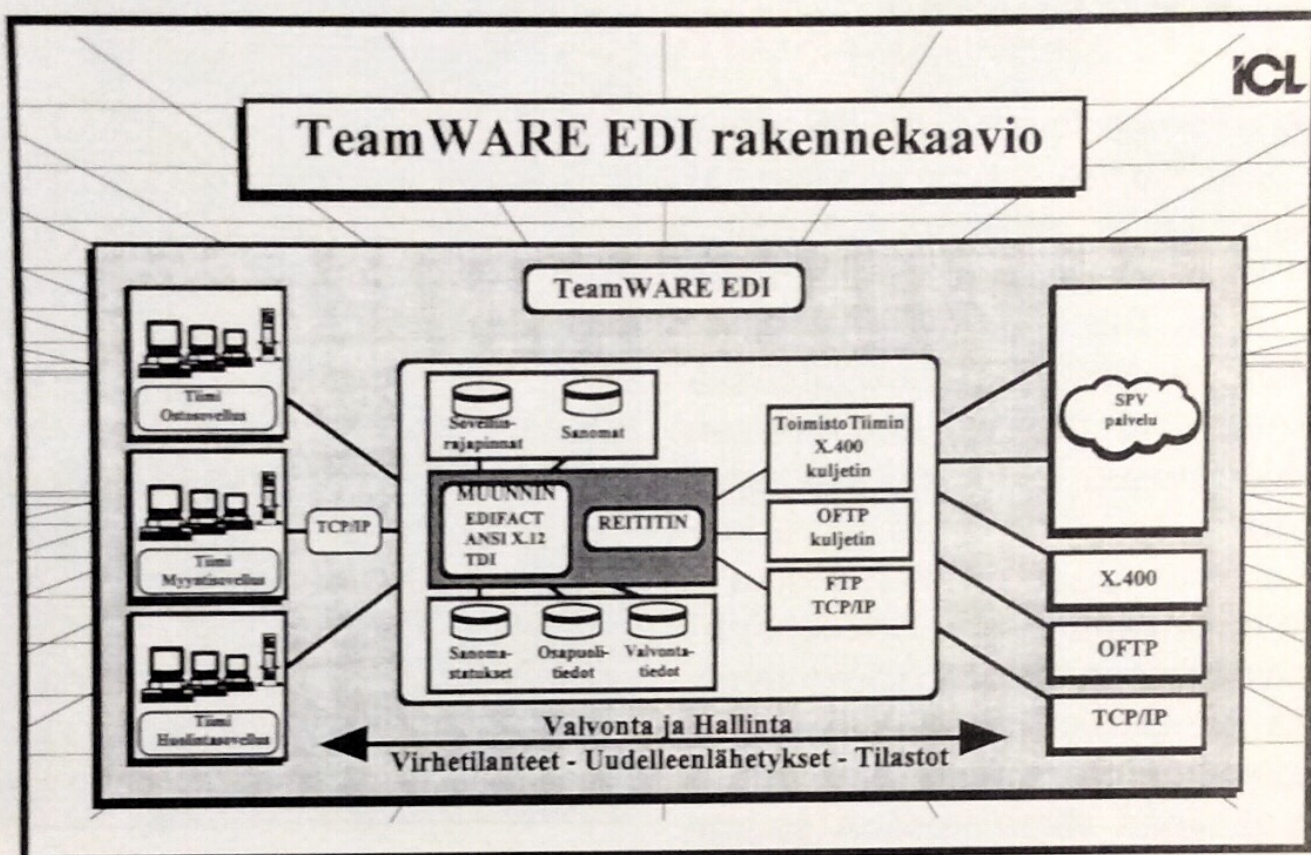 ICL
TeamWARE EDI rakennekaavio
TeamWARE EDI
Tiimi
Ostosovellus
Tiimi
Myyntisovellus
Tiimi
Huolintasovellus
TCP/IP
Sovellus-
rajapinnat
Sanomat
MUUNNIN
EDIFACT
ANSI X.12
TDI
REITITIN
Sanoma-
statukset
Osapuoli-
tiedot
Valvonta-
tiedot
ToimistoTiimin
X.400
kuljetin
OFTP
kuljetin
FTP
TCP/IP
SPV
palvelu
X.400
OFTP
TCP/IP
Valvonta ja Hallinta
Virhetilanteet - Uudelleenlähetykset - Tilastot